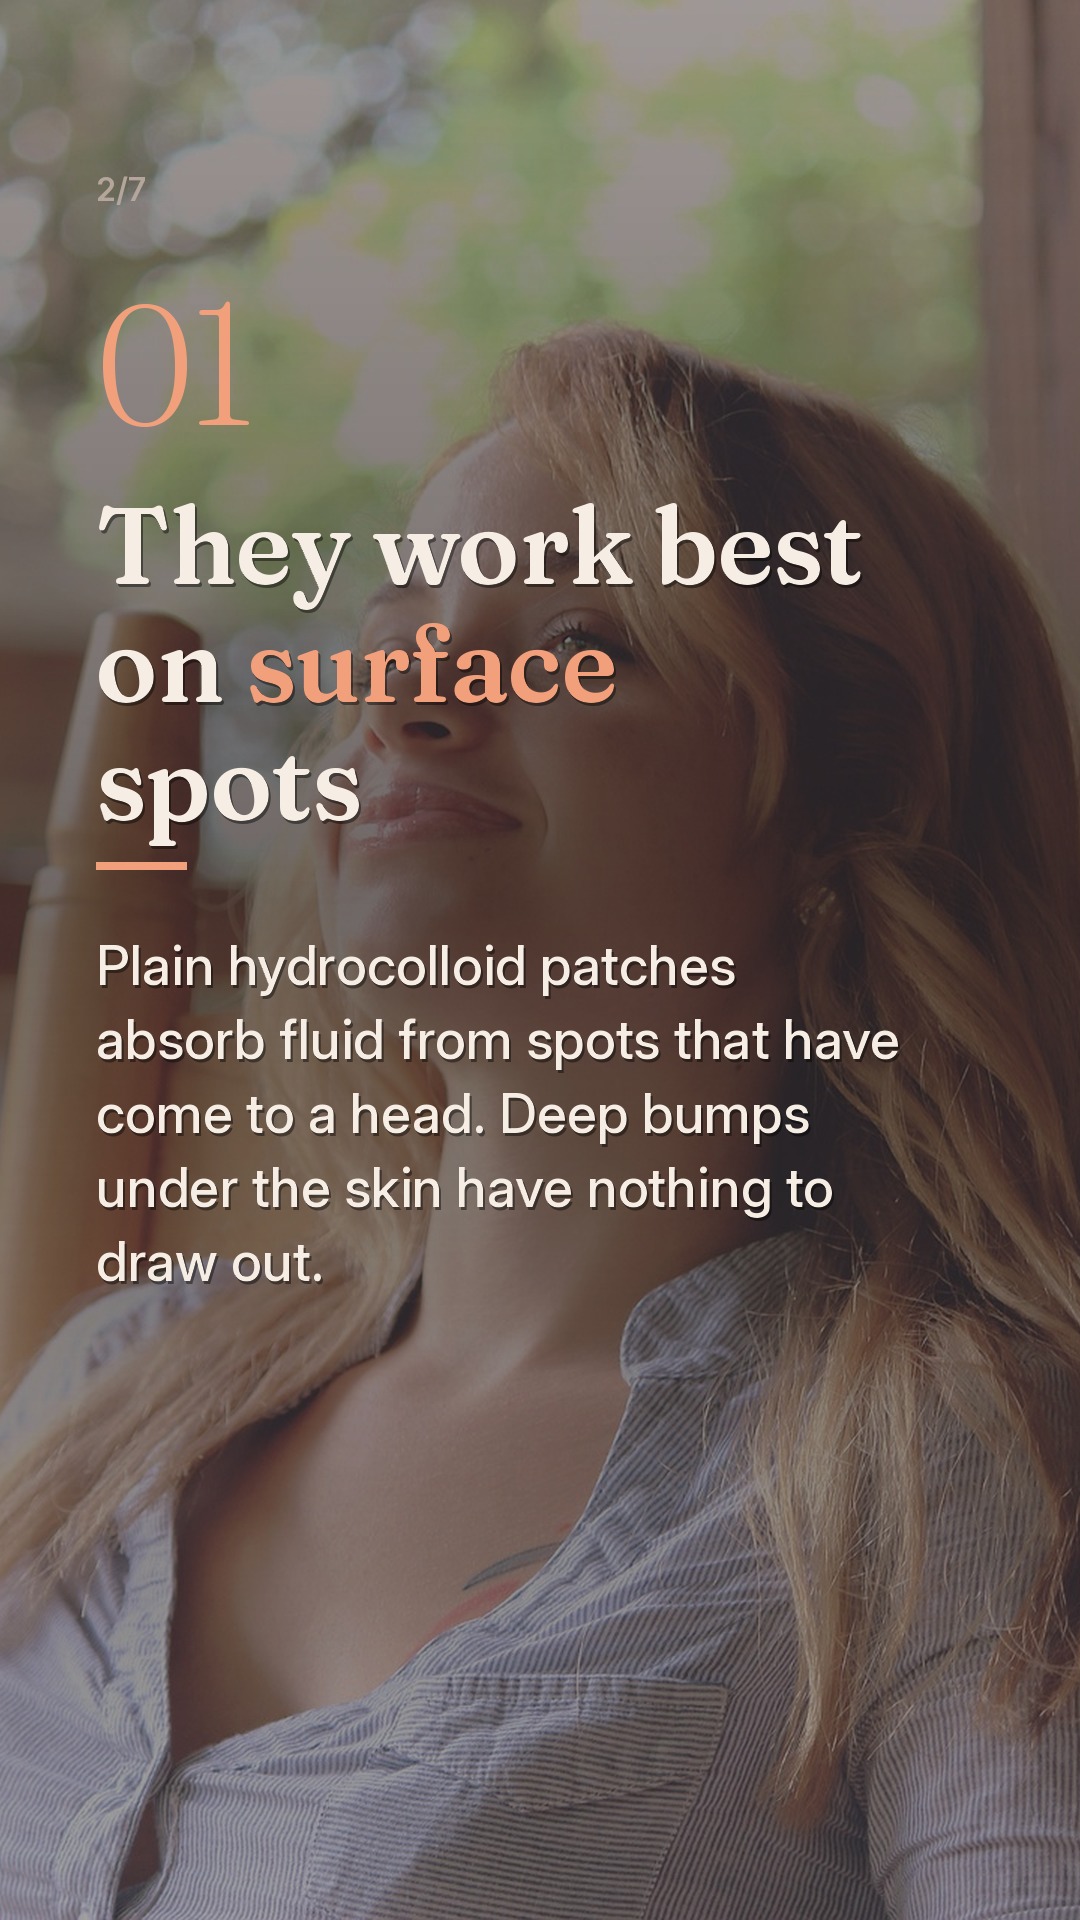 2/7
01
They work best
on surface
spots
Plain hydrocolloid patches
absorb fluid from spots that have
come to a head. Deep bumps
under the skin have nothing to
draw out.